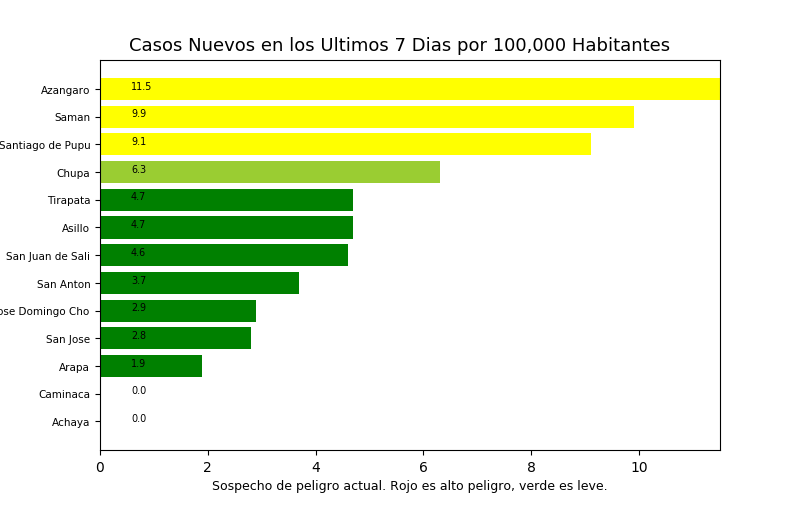 Casos Nuevos en los Ultimos 7 Dias por 100,000 Habitantes
Azangaro 11.5
Saman 9.9
Santiago de Pupu 9.1
Chupa 6.3
Tirapata 4.7
Asillo 4.7
San Juan de Sali 4.6
San Anton 3.7
ose Domingo Cho 2.9
San Jose 2.8
Arapa 1.9
Caminaca 0.0
Achaya 0.0
0 2 4 6 8 10
Sospecho de peligro actual. Rojo es alto peligro, verde es leve.